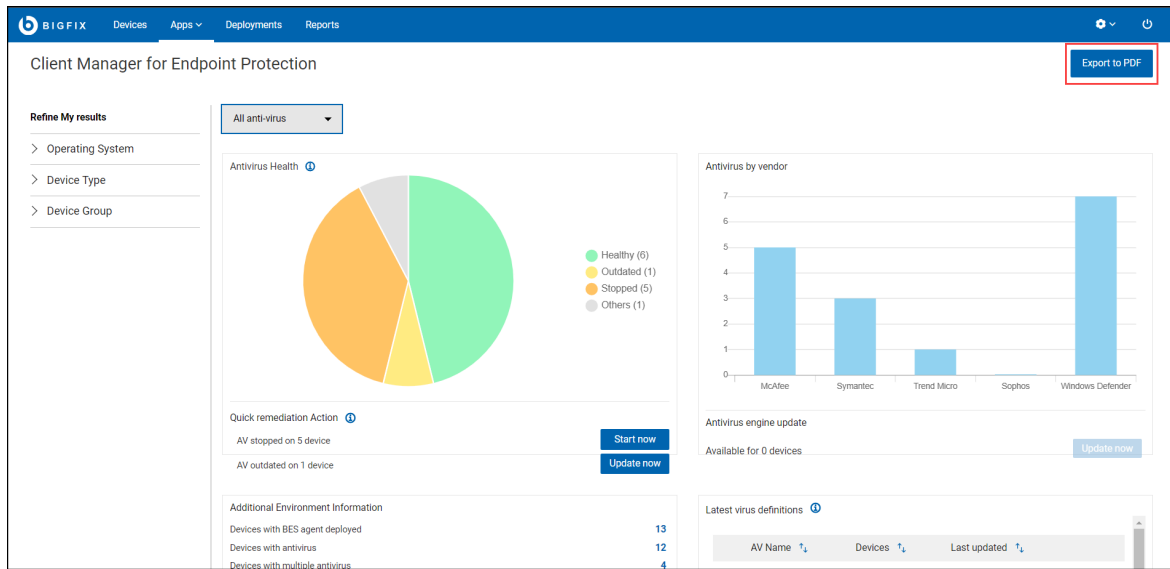 BIGFIX Devices Apps Deployments Reports
Client Manager for Endpoint Protection
Export to PDF
Refine My results
Operating System
Device Type
Device Group
All anti-virus
Antivirus Health
Healthy (6)
Outdated (1)
Stopped (5)
Others (1)
Quick remediation Action
AV stopped on 5 device Start now
AV outdated on 1 device Update now
Antivirus by vendor
7
6
5
4
3
2
1
0
McAfee Symantec Trend Micro Sophos Windows Defender
Antivirus engine update
Available for 0 devices Update now
Additional Environment Information
Devices with BES agent deployed 13
Devices with antivirus 12
Devices with multiple antivirus 4
Latest virus definitions
AV Name Devices Last updated